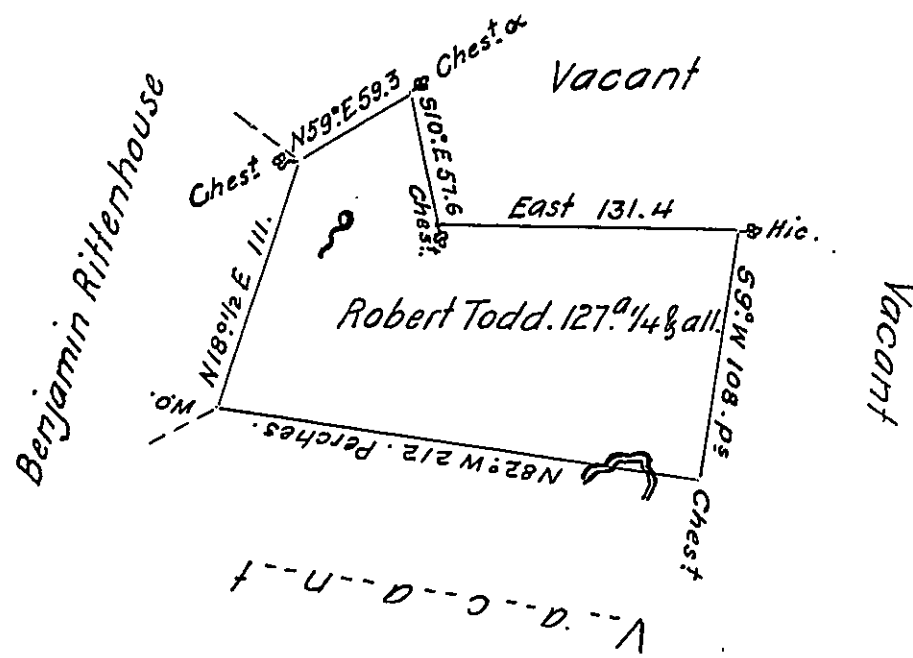 Chest. &
Vacant
N59°.E.59.3
Chest
S10°.E 57.6
Chest.
East 131.4
Hic.
Benjamin Rittenhouse
N18°1/2 E 111.
Robert Todd. 127.a 1/4 & all.
S9°.W 108.ps
Vacant
W.O.
N82°.W 212. Perches.
Chest
V--a--c--a--n--t